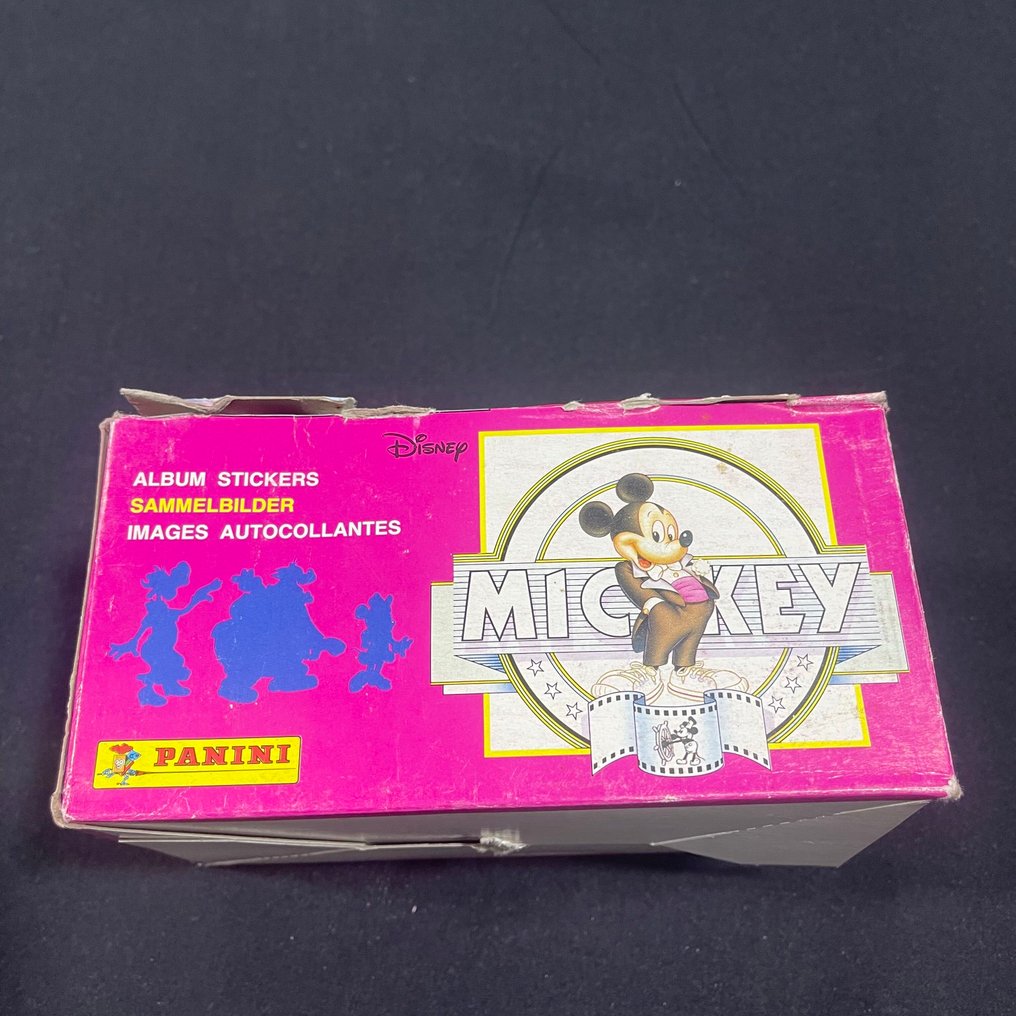 Disney
ALBUM STICKERS
SAMMELBILDER
IMAGES AUTOCOLLANTES
MICKEY
PANINI